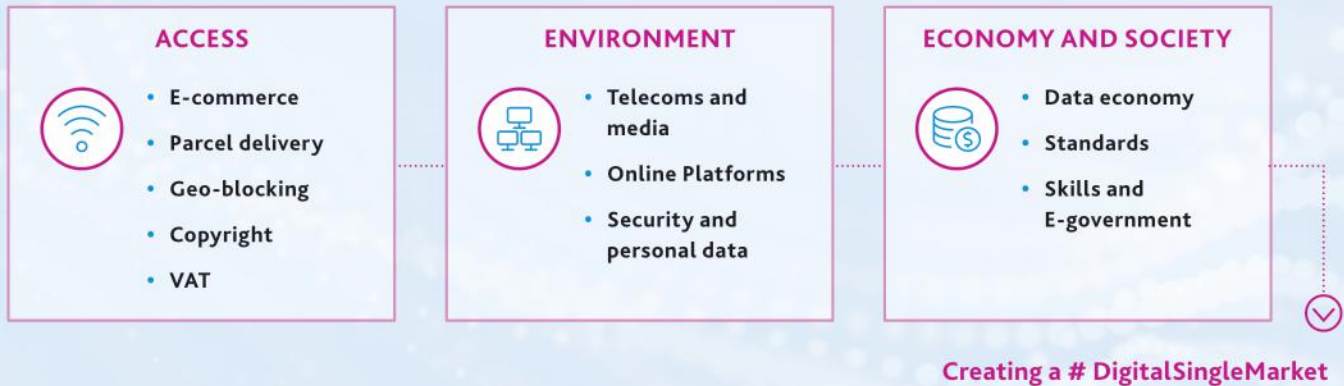 ACCESS
• E-commerce
• Parcel delivery
• Geo-blocking
• Copyright
• VAT
ENVIRONMENT
• Telecoms and
media
• Online Platforms
• Security and
personal data
ECONOMY AND SOCIETY
• Data economy
• Standards
• Skills and
E-government
Creating a # DigitalSingleMarket